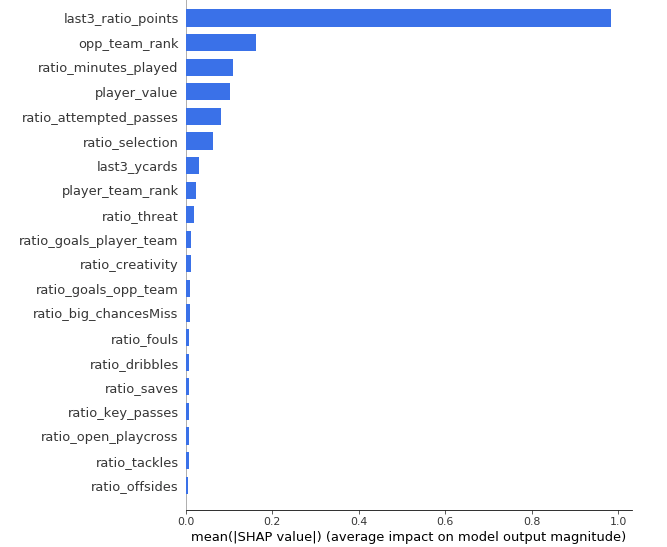 last3_ratio_points
opp_team_rank
ratio_minutes_played
player_value
ratio_attempted_passes
ratio_selection
last3_ycards
player_team_rank
ratio_threat
ratio_goals_player_team
ratio_creativity
ratio_goals_opp_team
ratio_big_chancesMiss
ratio_fouls
ratio_dribbles
ratio_saves
ratio_key_passes
ratio_open_playcross
ratio_tackles
ratio_offsides
0.0 0.2 0.4 0.6 0.8 1.0
mean(|SHAP value|) (average impact on model output magnitude)